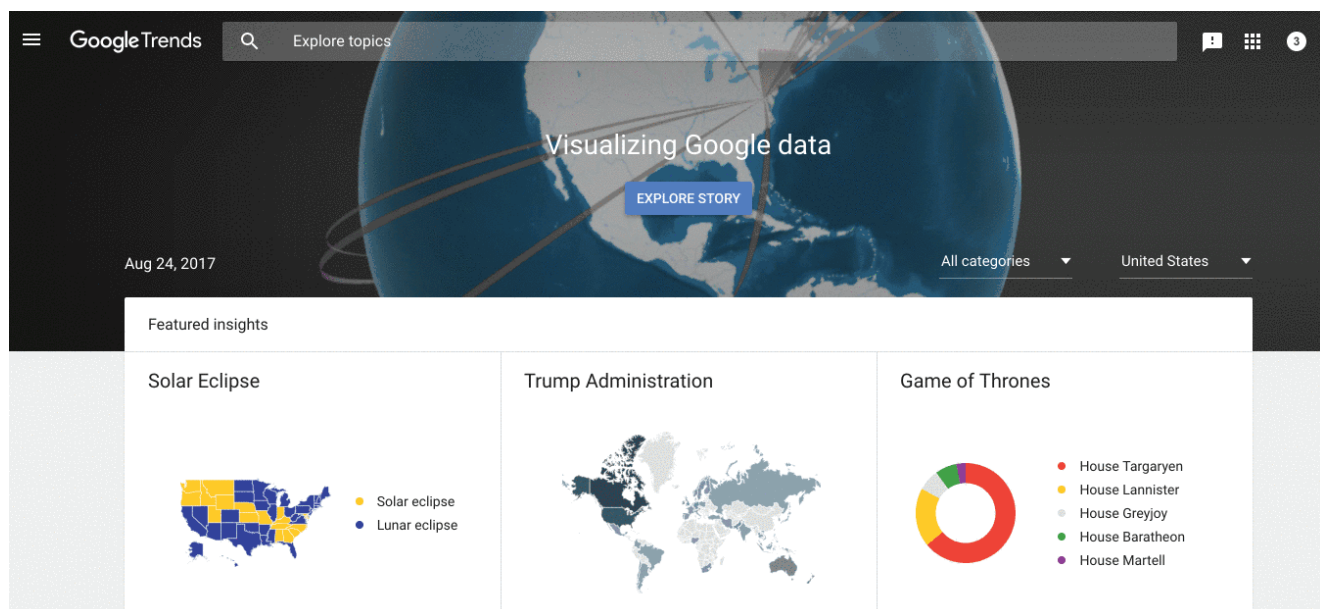 Google Trends
Explore topics
3
Visualizing Google data
EXPLORE STORY
Aug 24, 2017
All categories
United States
Featured insights
Solar Eclipse
Solar eclipse
Lunar eclipse
Trump Administration
Game of Thrones
House Targaryen
House Lannister
House Greyjoy
House Baratheon
House Martell